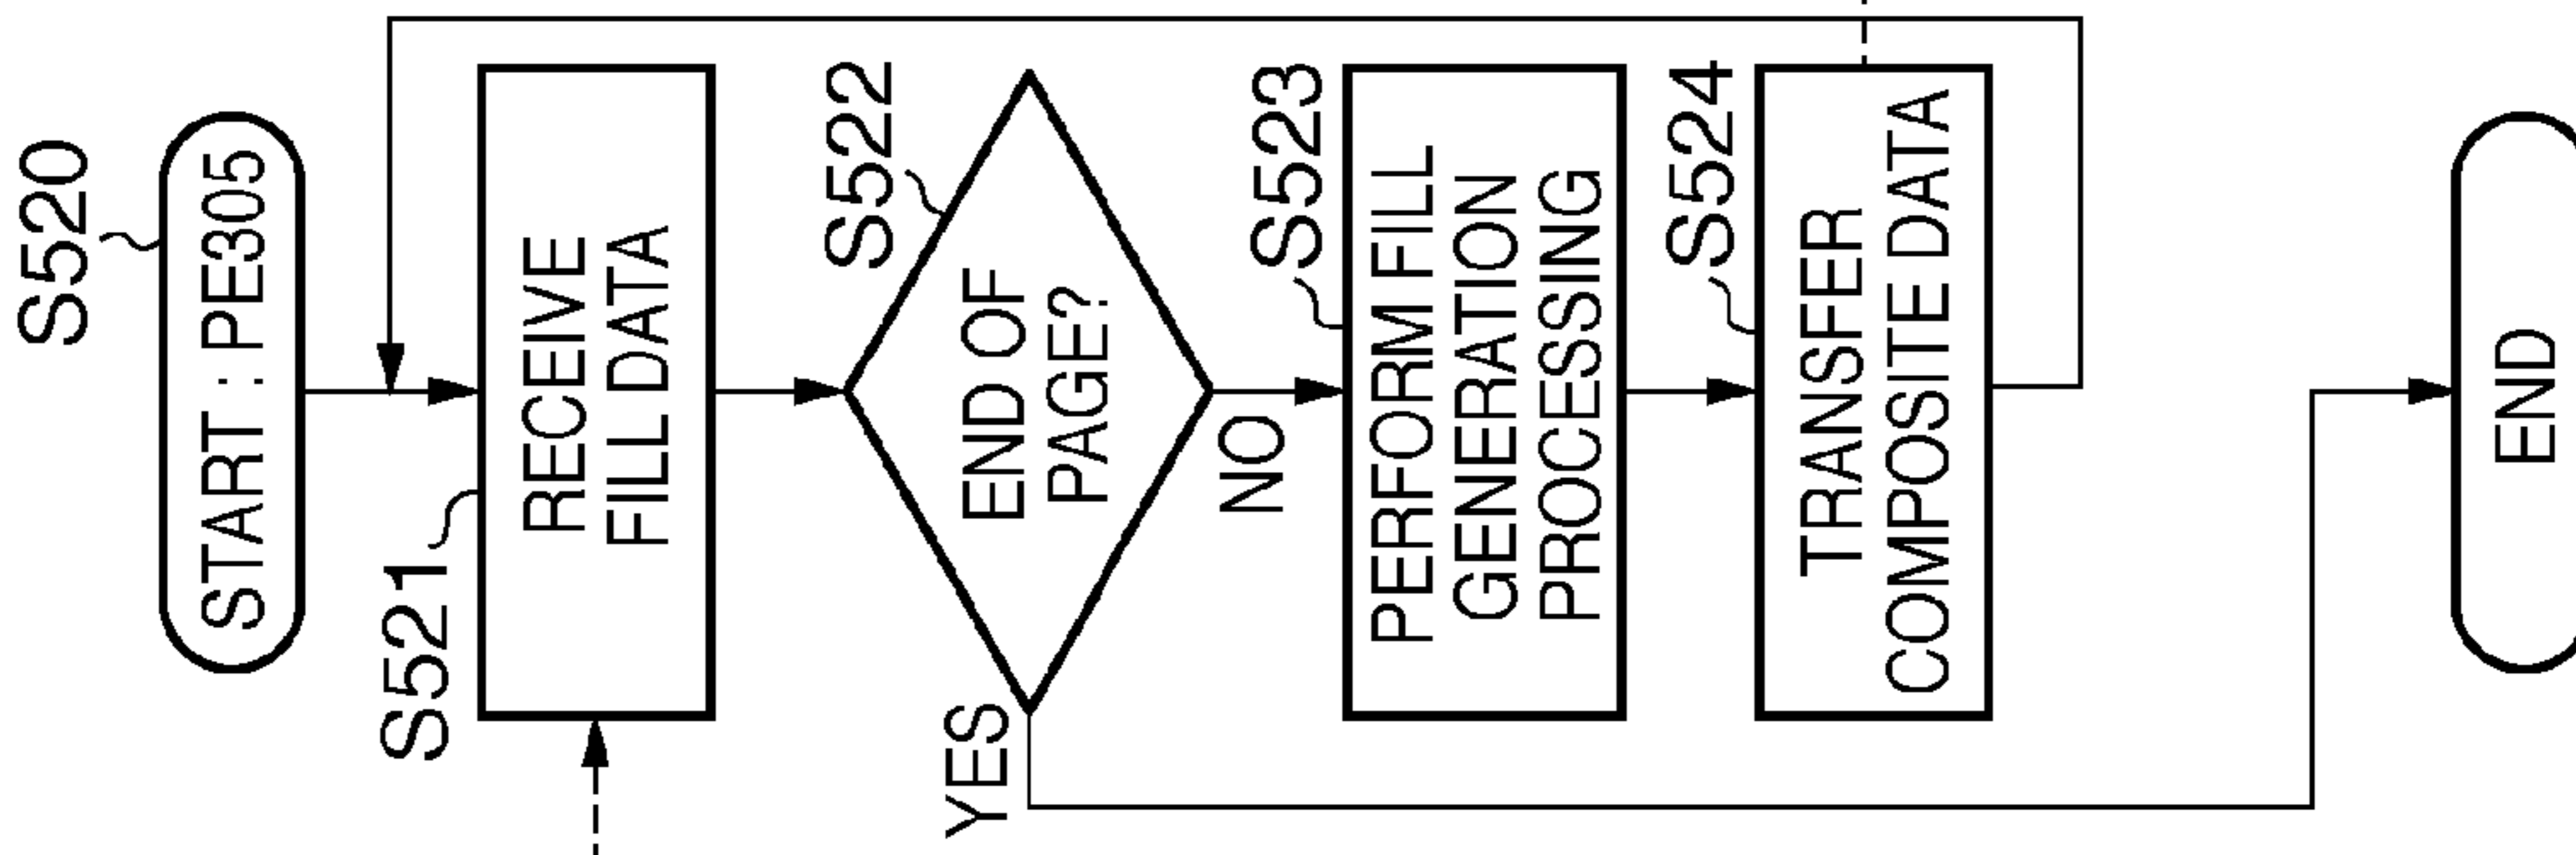 S520
START : PE305
S521
RECEIVE
FILL DATA
S522
END OF
PAGE?
YES
NO
S523
PERFORM FILL
GENERATION
PROCESSING
S524
TRANSFER
COMPOSITE DATA
END